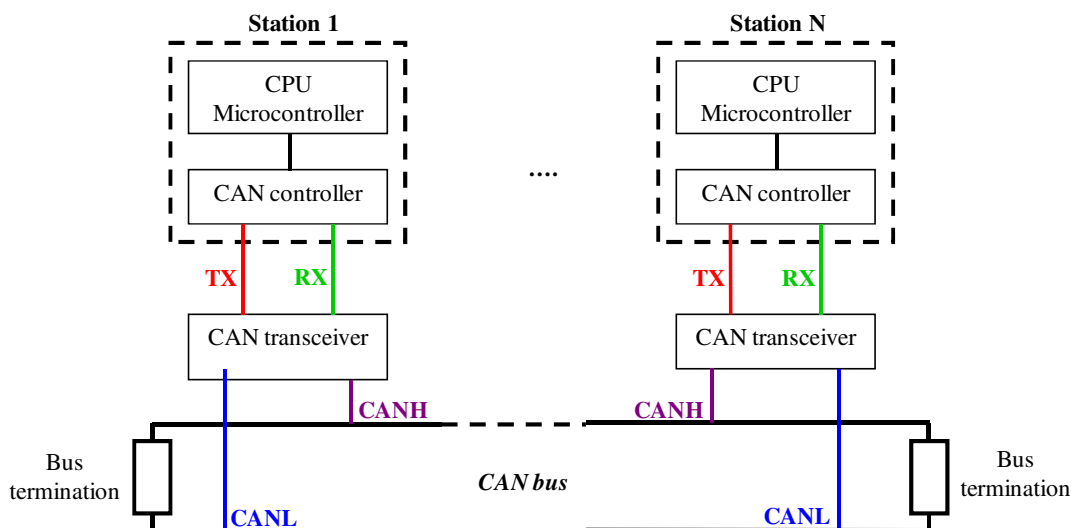 Station 1
Station N
CPU
Microcontroller
CPU
Microcontroller
....
CAN controller
CAN controller
TX
RX
TX
RX
CAN transceiver
CAN transceiver
CANH
CANH
Bus
termination
CAN bus
Bus
termination
CANL
CANL